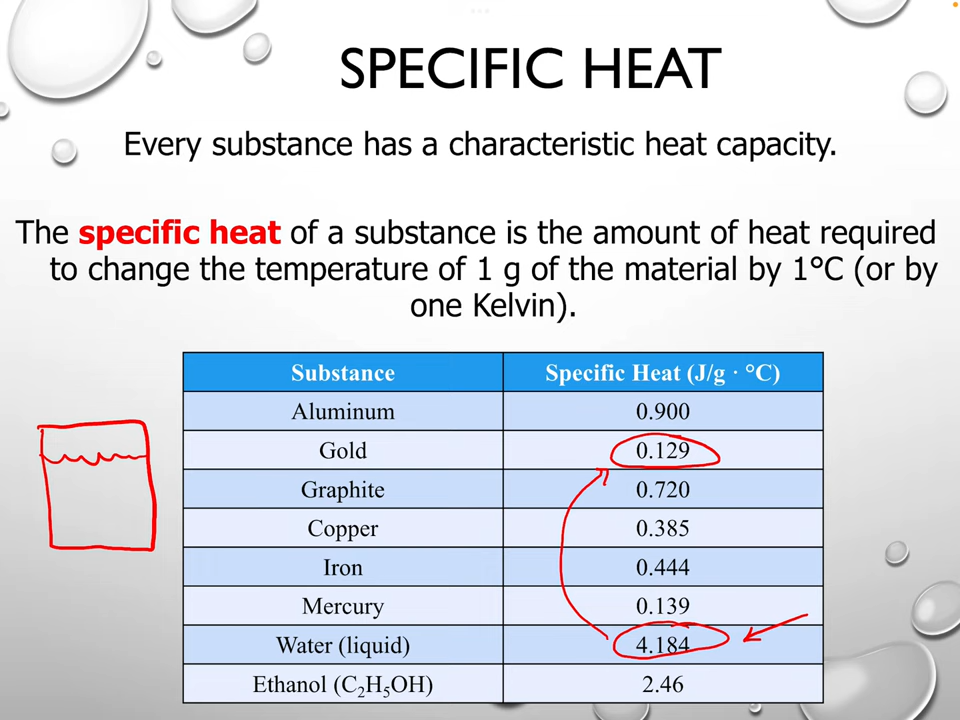 SPECIFIC HEAT
Every substance has a characteristic heat capacity.
The specific heat of a substance is the amount of heat required
to change the temperature of 1 g of the material by 1°C (or by
one Kelvin).
Substance Specific Heat (J/g · °C)
Aluminum 0.900
Gold 0.129
Graphite 0.720
Copper 0.385
Iron 0.444
Mercury 0.139
Water (liquid) 4.184
Ethanol (C₂H₅OH) 2.46